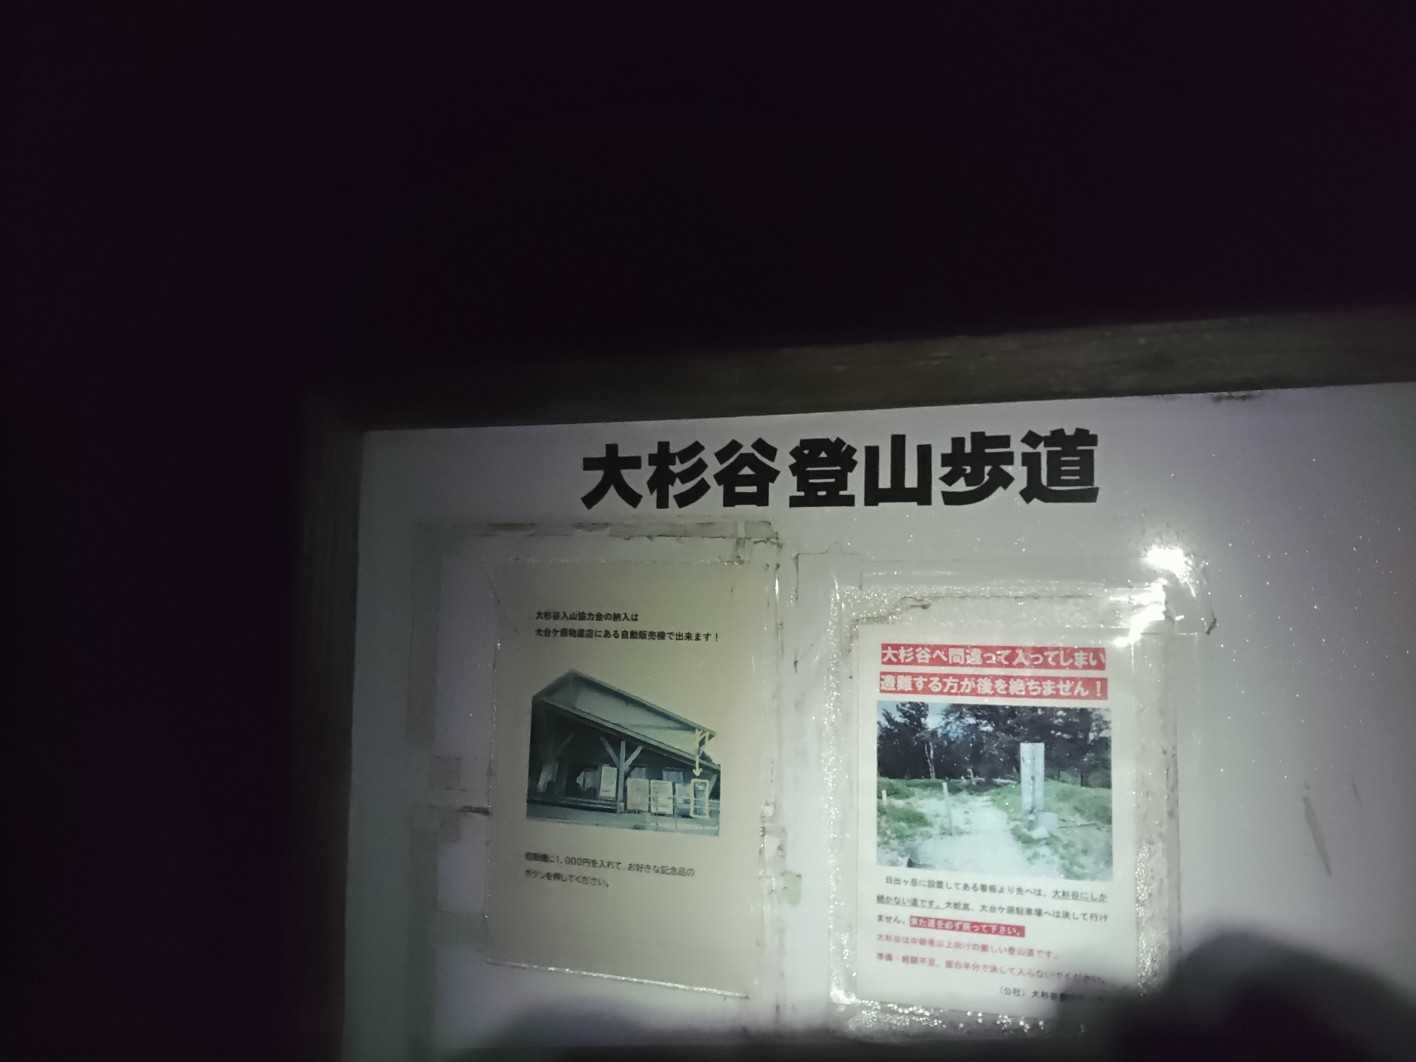 大杉谷登山歩道
大杉谷入山協力金の納入は
大台ケ原物産店にある自動販売機で出来ます！
自販機に1,000円を入れて、お好きな記念品の
ボタンを押してください。
大杉谷へ間違って入ってしまい
遭難する方が後を絶ちません！
日出ヶ岳に設置してある看板より先へは、大杉谷にしか
続かない道です。大蛇嵓、大台ケ原駐車場へは決して行け
ません。来た道を必ず戻って下さい。
大杉谷は中級者以上向けの厳しい登山道です。
準備・経験不足、面白半分で決して入らないでください。
（公社）大杉谷